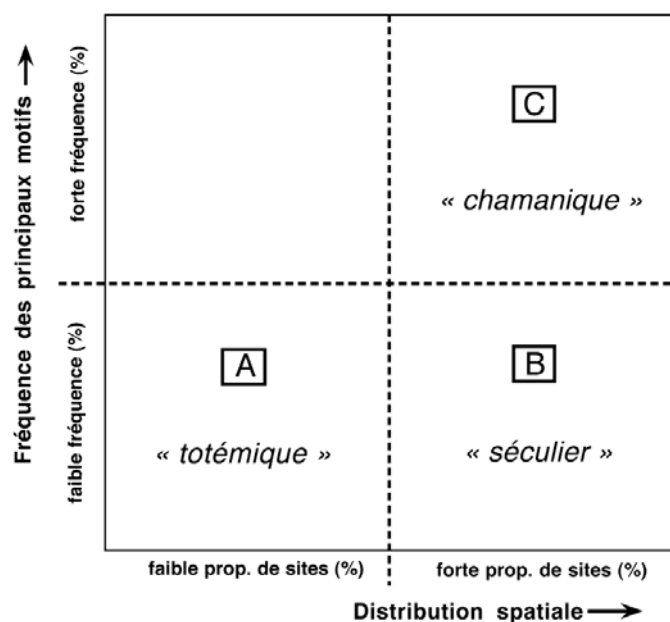 Fréquence des principaux motifs →
forte fréquence (%)
faible fréquence (%)
C
« chamanique »
A
« totémique »
B
« séculier »
faible prop. de sites (%)
forte prop. de sites (%)
Distribution spatiale →